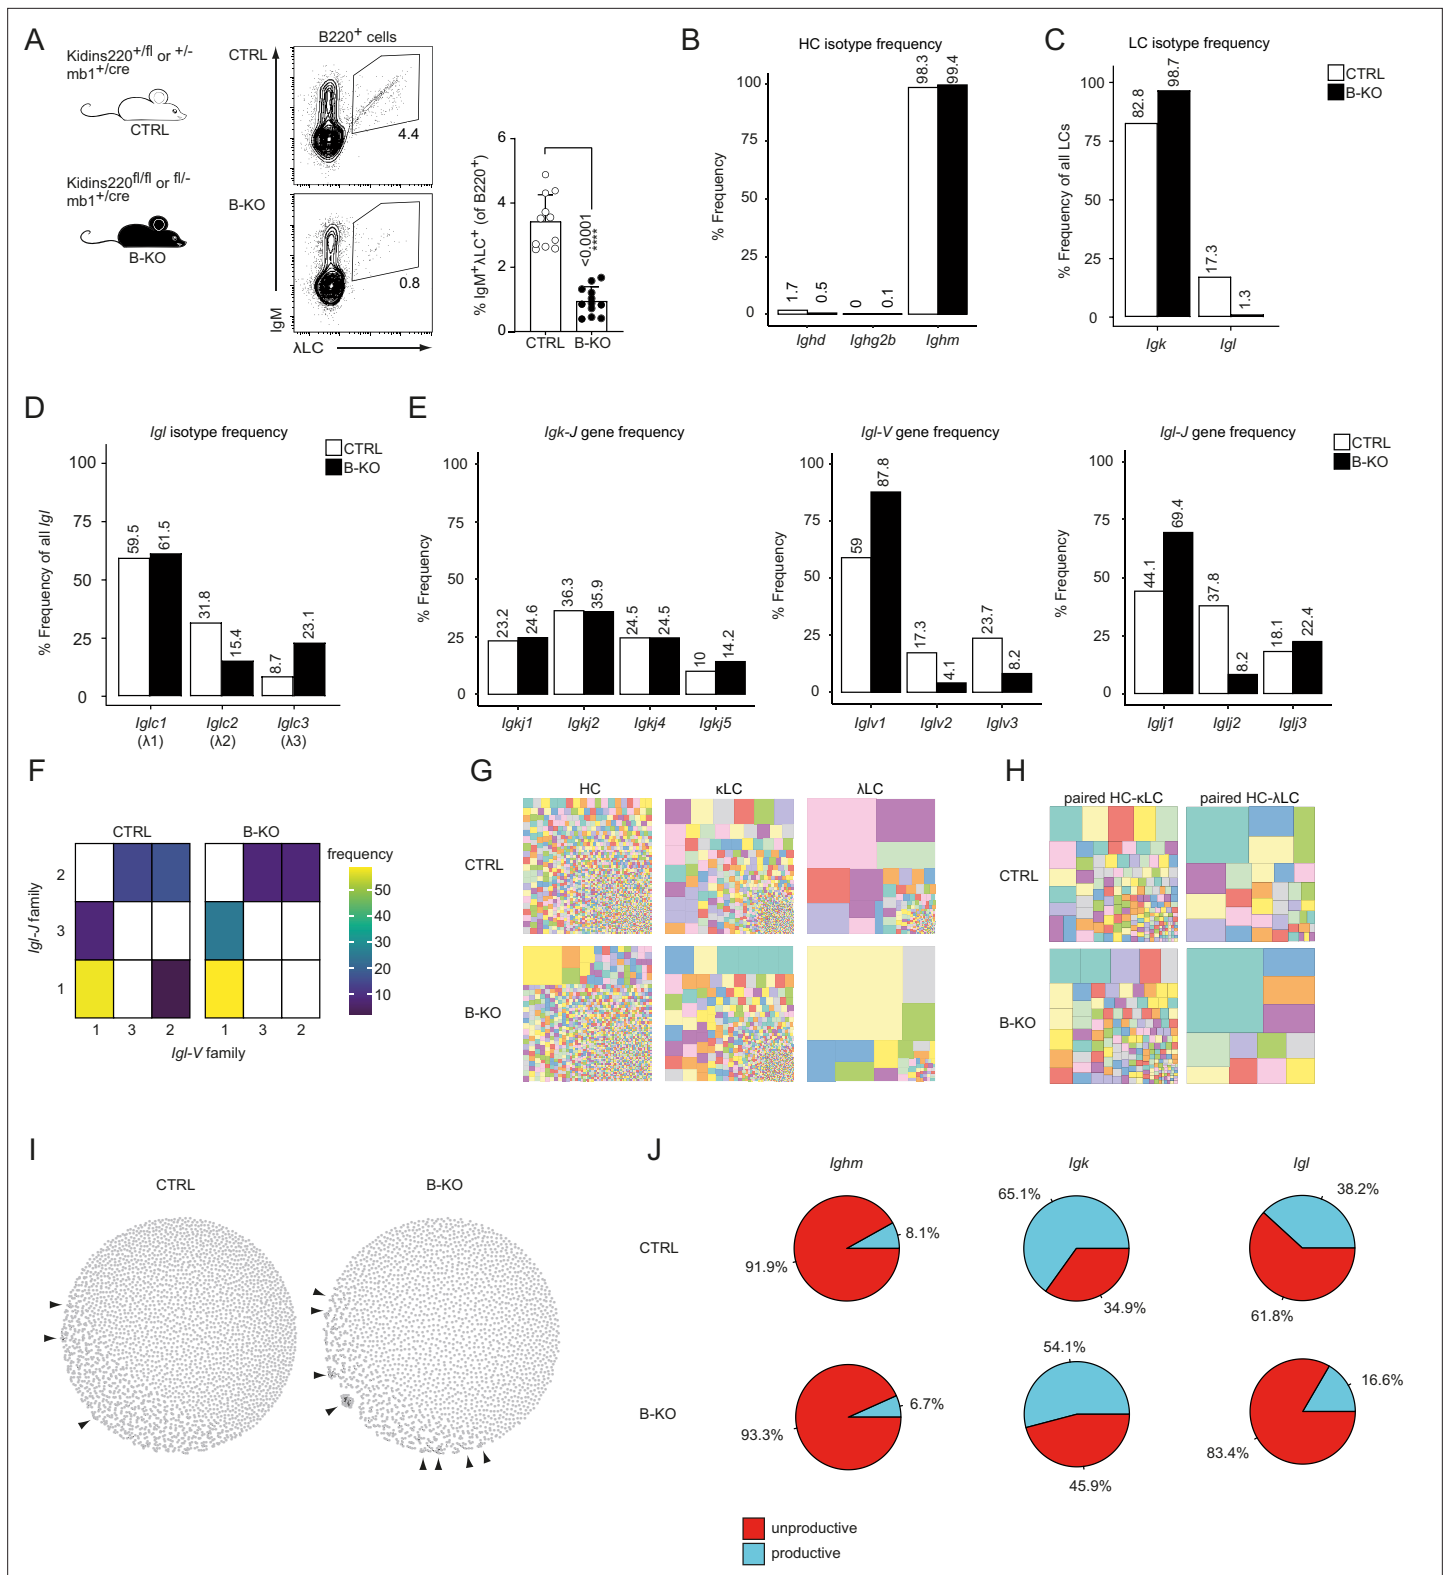 A
Kidins220+/fl or +/-
mb1+/cre
CTRL
Kidins220fl/fl or fl/-
mb1+/cre
B-KO
B220+ cells
CTRL
4.4
B-KO
0.8
IgM
λLC
% IgM+λLC+ (of B220+)
6
4
2
0
<0.0001
****
CTRL B-KO
B
HC isotype frequency
% Frequency
100
75
50
25
0
1.7 0.5 0 0.1 98.3 99.4
Ighd Ighg2b Ighm
C
LC isotype frequency
CTRL
B-KO
% Frequency of all LCs
100
75
50
25
0
82.8 98.7 17.3 1.3
Igk Igl
D
Igl isotype frequency
CTRL
B-KO
% Frequency of all Igl
100
75
50
25
0
59.5 61.5 31.8 15.4 8.7 23.1
Iglc1 Iglc2 Iglc3
(λ1) (λ2) (λ3)
E
Igk-J gene frequency
% Frequency
100
75
50
25
0
23.2 24.6 36.3 35.9 24.5 24.5 10 14.2
Igkj1 Igkj2 Igkj4 Igkj5
Igl-V gene frequency
% Frequency
100
75
50
25
0
59 87.8 17.3 4.1 23.7 8.2
Iglv1 Iglv2 Iglv3
Igl-J gene frequency
CTRL
B-KO
% Frequency
100
75
50
25
0
44.1 69.4 37.8 8.2 18.1 22.4
Iglj1 Iglj2 Iglj3
F
CTRL B-KO
frequency
50
40
30
20
10
Igl-J family
2
3
1
1 3 2 1 3 2
Igl-V family
G
HC κLC λLC
CTRL
B-KO
H
paired HC-κLC paired HC-λLC
CTRL
B-KO
I
CTRL B-KO
J
Ighm Igk Igl
CTRL
8.1%
91.9%
65.1%
34.9%
38.2%
61.8%
B-KO
6.7%
93.3%
54.1%
45.9%
16.6%
83.4%
unproductive
productive